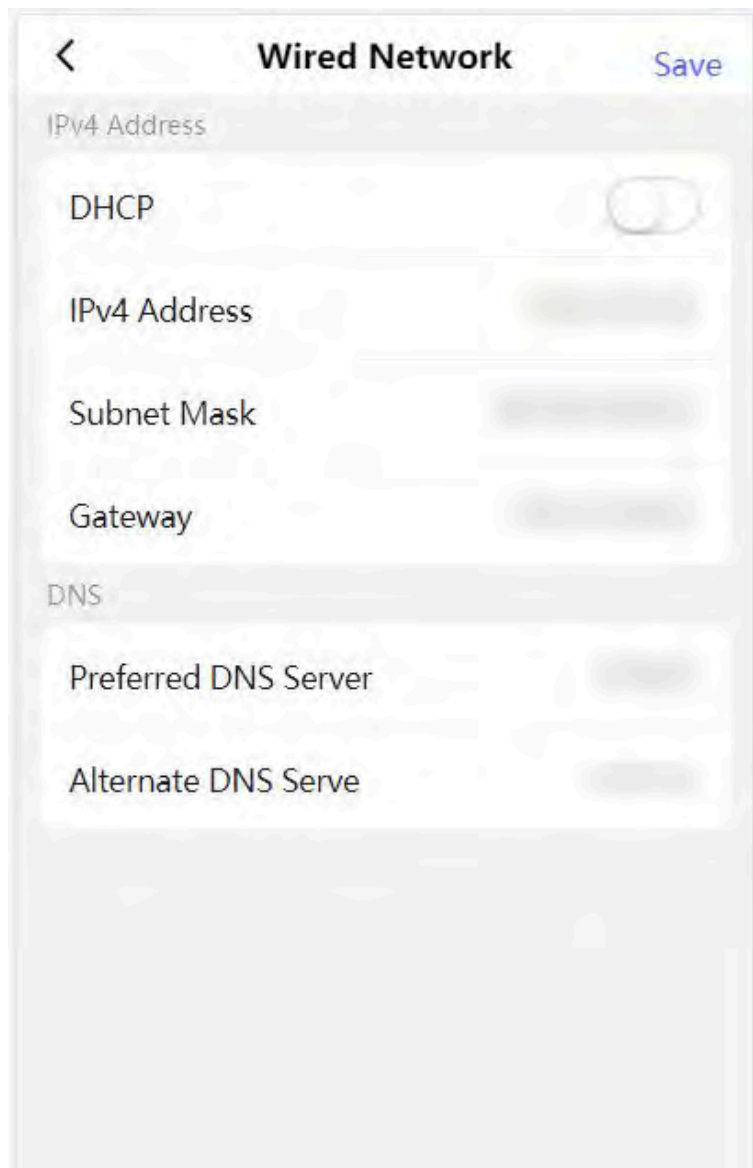 Wired Network
Save
IPv4 Address
DHCP
IPv4 Address
Subnet Mask
Gateway
DNS
Preferred DNS Server
Alternate DNS Serve